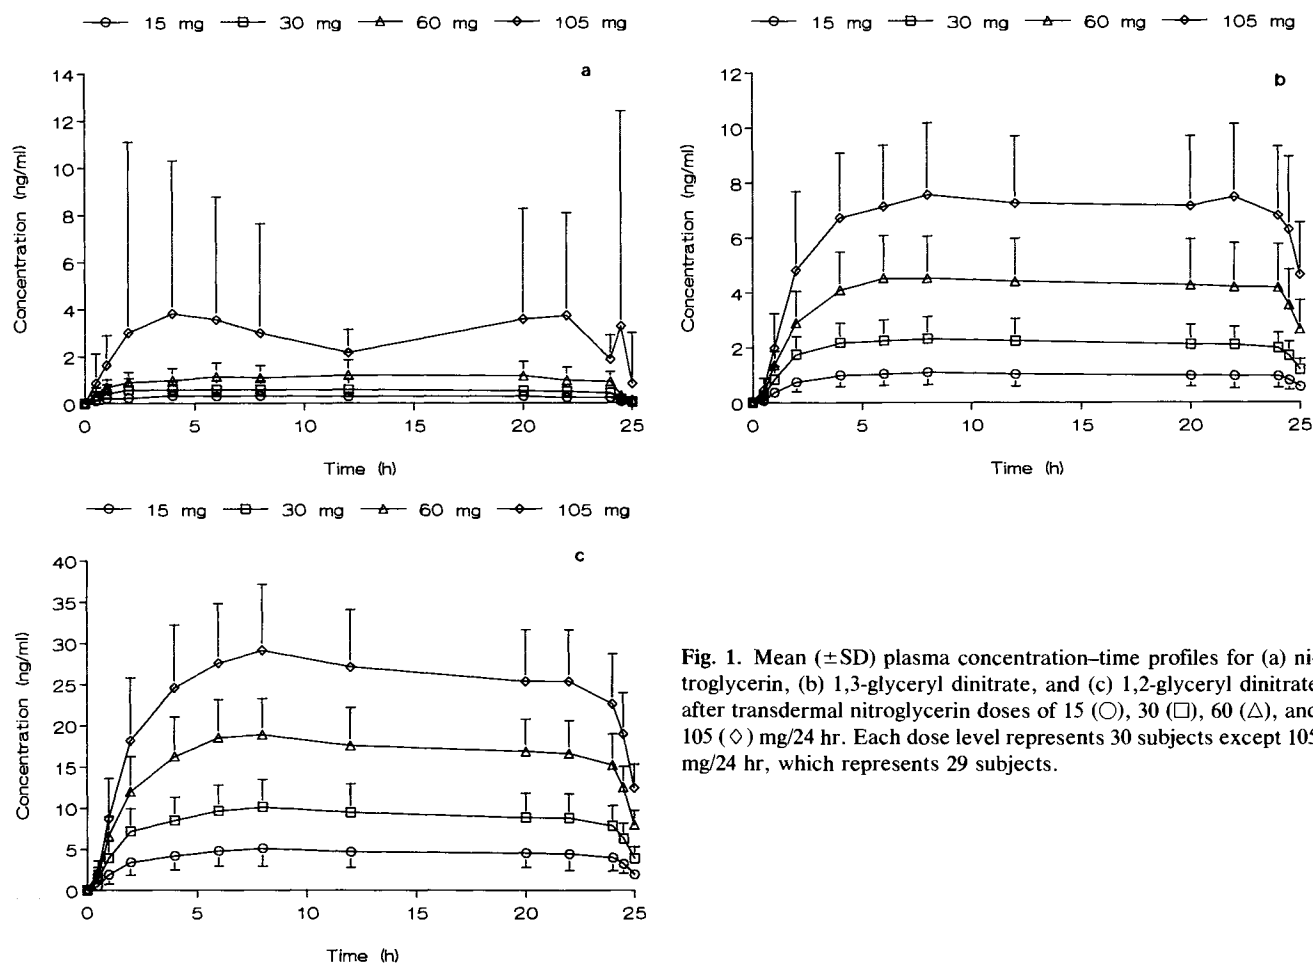 15 mg 30 mg 60 mg 105 mg
a
14
12
10
8
6
4
2
0
Concentration (ng/ml)
0 5 10 15 20 25
Time (h)
15 mg 30 mg 60 mg 105 mg
b
12
10
8
6
4
2
0
Concentration (ng/ml)
0 5 10 15 20 25
Time (h)
15 mg 30 mg 60 mg 105 mg
c
40
35
30
25
20
15
10
5
0
Concentration (ng/ml)
0 5 10 15 20 25
Time (h)
Fig. 1. Mean (±SD) plasma concentration–time profiles for (a) ni-
troglycerin, (b) 1,3-glyceryl dinitrate, and (c) 1,2-glyceryl dinitrate
after transdermal nitroglycerin doses of 15 (○), 30 (□), 60 (△), and
105 (◇) mg/24 hr. Each dose level represents 30 subjects except 105
mg/24 hr, which represents 29 subjects.